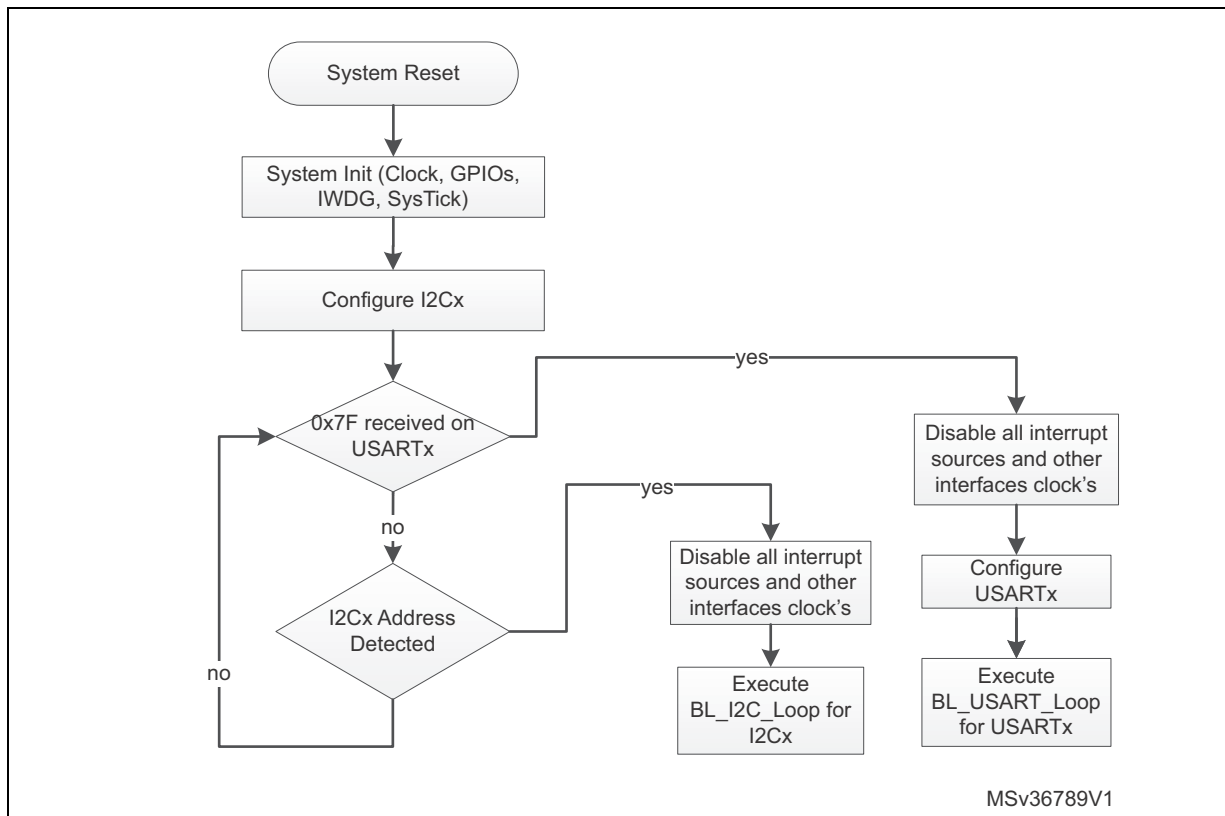 System Reset
System Init (Clock, GPIOs,
IWDG, SysTick)
Configure I2Cx
yes
0x7F received on
USARTx
Disable all interrupt
sources and other
interfaces clock's
yes
no
Disable all interrupt
sources and other
interfaces clock's
Configure
USARTx
I2Cx Address
Detected
no
Execute
BL_I2C_Loop for
I2Cx
Execute
BL_USART_Loop
for USARTx
MSv36789V1